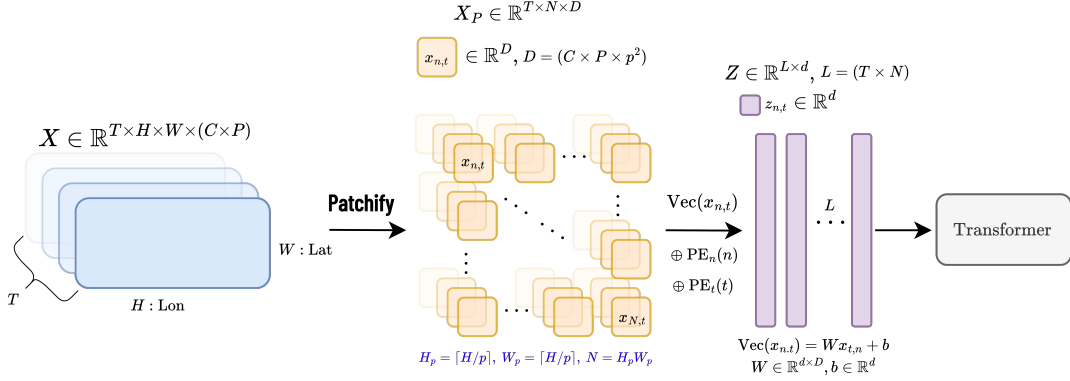 X_P ∈ ℝ^{T×N×D}
x_{n,t} ∈ ℝ^D, D = (C × P × p^2)
X ∈ ℝ^{T×H×W×(C×P)}
T
H : Lon
W : Lat
Patchify
x_{n,t}
x_{N,t}
H_p = ⌈H/p⌉, W_p = ⌈H/p⌉, N = H_pW_p
Vec(x_{n,t})
⊕ PE_n(n)
⊕ PE_t(t)
Z ∈ ℝ^{L×d}, L = (T × N)
z_{n,t} ∈ ℝ^d
L
Vec(x_{n.t}) = Wx_{t,n} + b
W ∈ ℝ^{d×D}, b ∈ ℝ^d
Transformer